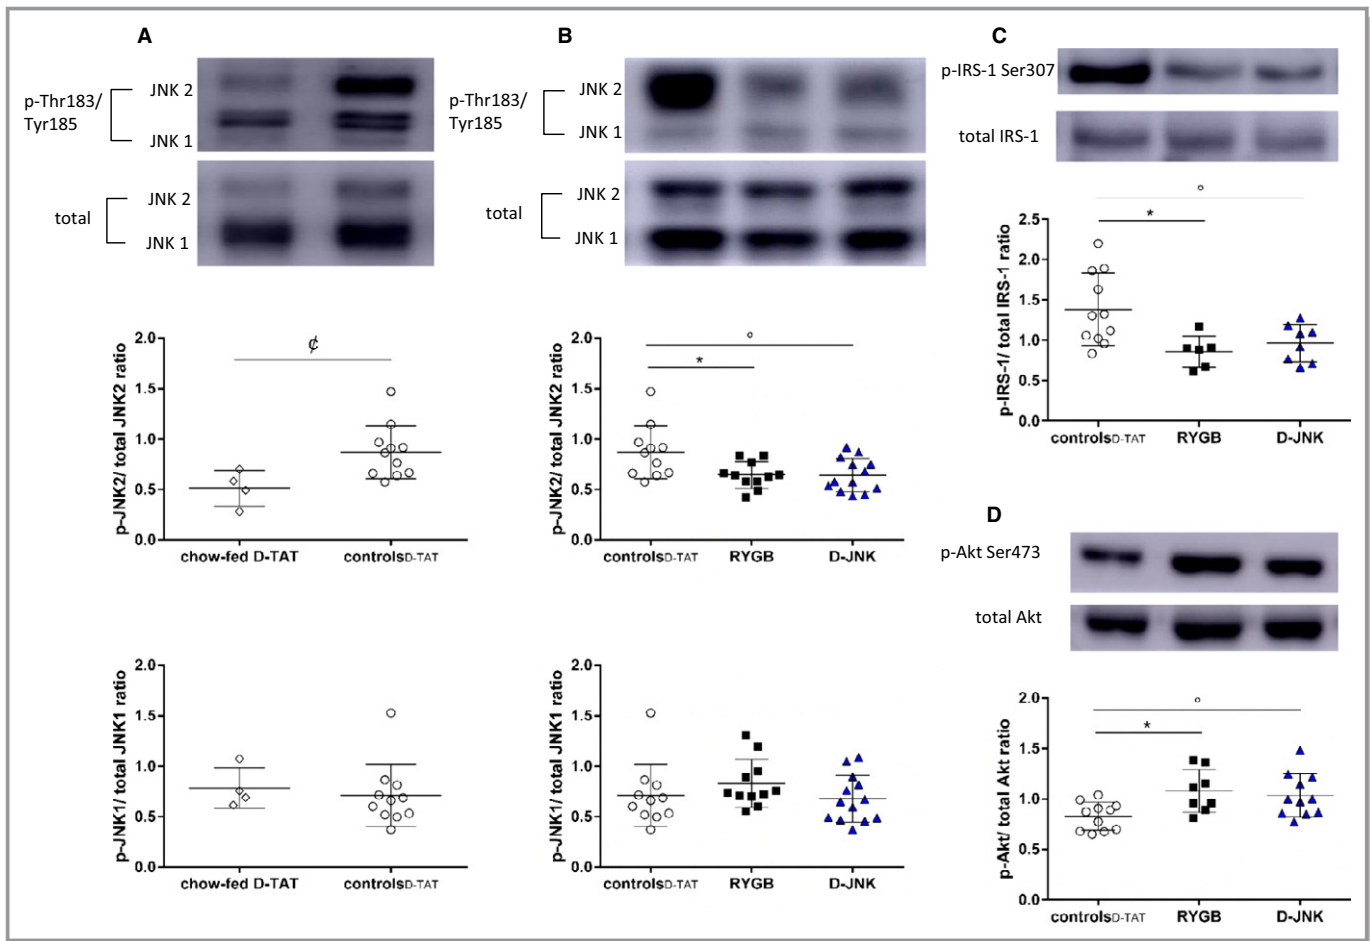 A
p-Thr183/
Tyr185
JNK 2
JNK 1
total
JNK 2
JNK 1
p-JNK2/ total JNK2 ratio
2.0
1.5
1.0
0.5
0.0
¢
chow-fed D-TAT
controlsD-TAT
p-JNK1/ total JNK1 ratio
2.0
1.5
1.0
0.5
0.0
chow-fed D-TAT
controlsD-TAT
B
p-Thr183/
Tyr185
JNK 2
JNK 1
total
JNK 2
JNK 1
p-JNK2/ total JNK2 ratio
2.0
1.5
1.0
0.5
0.0
°
*
controlsD-TAT
RYGB
D-JNK
p-JNK1/ total JNK1 ratio
2.0
1.5
1.0
0.5
0.0
controlsD-TAT
RYGB
D-JNK
C
p-IRS-1 Ser307
total IRS-1
p-IRS-1/ total IRS-1 ratio
2.5
2.0
1.5
1.0
0.5
0.0
°
*
controlsD-TAT
RYGB
D-JNK
D
p-Akt Ser473
total Akt
p-Akt/ total Akt ratio
2.0
1.5
1.0
0.5
0.0
°
*
controlsD-TAT
RYGB
D-JNK